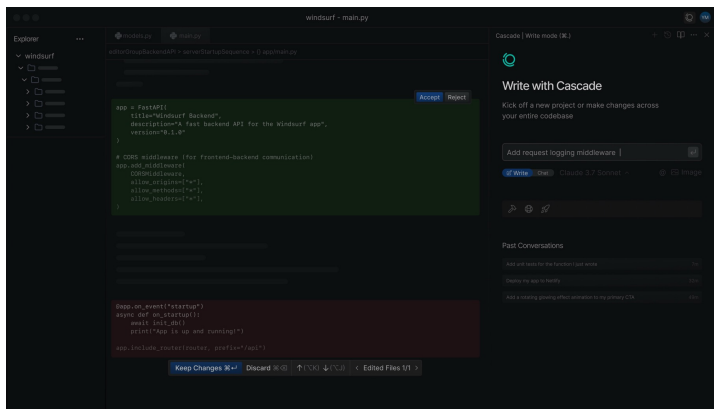 windsurf - main.py
Explorer
windsurf
models.py
main.py
editorGroupBackendAPI > serverStartupSequence > {} app/main.py
Accept Reject
app = FastAPI(
title="Windsurf Backend",
description="A fast backend API for the Windsurf app",
version="0.1.0"
)
# CORS middleware (for frontend-backend communication)
app.add_middleware(
CORSMiddleware,
allow_origins=["*"],
allow_methods=["*"],
allow_headers=["*"],
)
@app.on_event("startup")
async def on_startup():
await init_db()
print("App is up and running!")
app.include_router(router, prefix="/api")
Keep Changes ⌘↵ Discard ⌘⌫ ↑(⌥K) ↓(⌥J) < Edited Files 1/1 >
Cascade | Write mode (⌘.)
Write with Cascade
Kick off a new project or make changes across
your entire codebase
Add request logging middleware
Write Chat Claude 3.7 Sonnet Image
Past Conversations
Add unit tests for the function I just wrote
Deploy my app to Netlify
Add a rotating glowing effect animation to my primary CTA